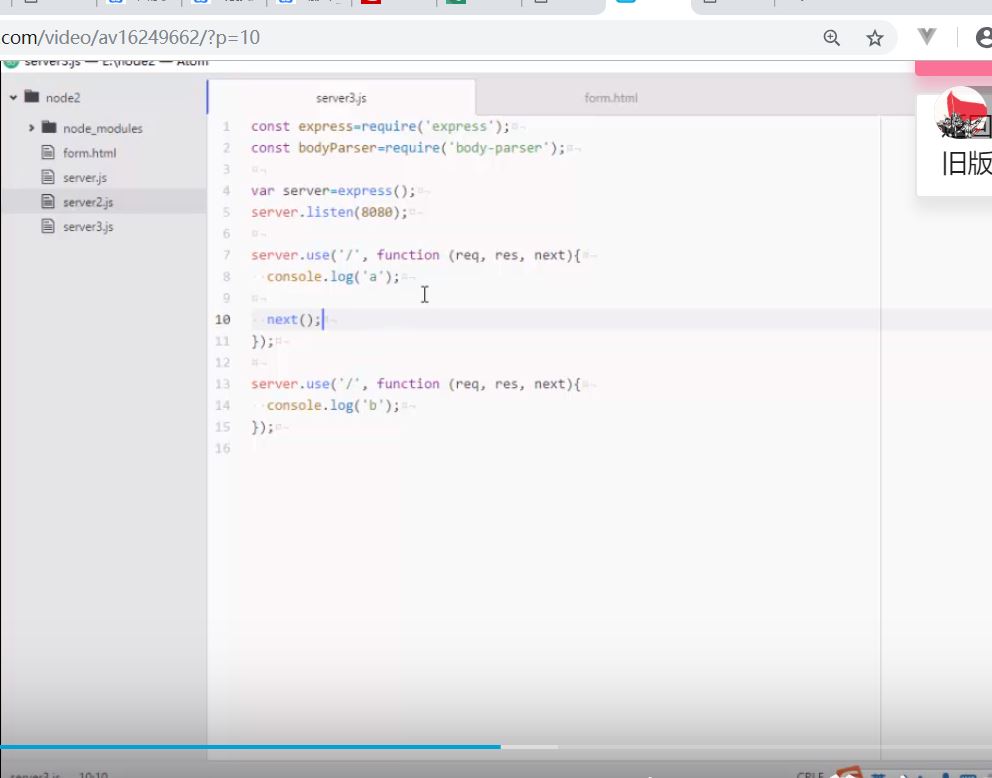 com/video/av16249662/?p=10
server3.js — E:\node2 — Atom
node2
node_modules
form.html
server.js
server2.js
server3.js
server3.js
form.html
1 const express=require('express');
2 const bodyParser=require('body-parser');
3
4 var server=express();
5 server.listen(8080);
6
7 server.use('/', function (req, res, next){
8 console.log('a');
9
10 next();
11 });
12
13 server.use('/', function (req, res, next){
14 console.log('b');
15 });
16
旧版
server3.js 10:10
CRLF